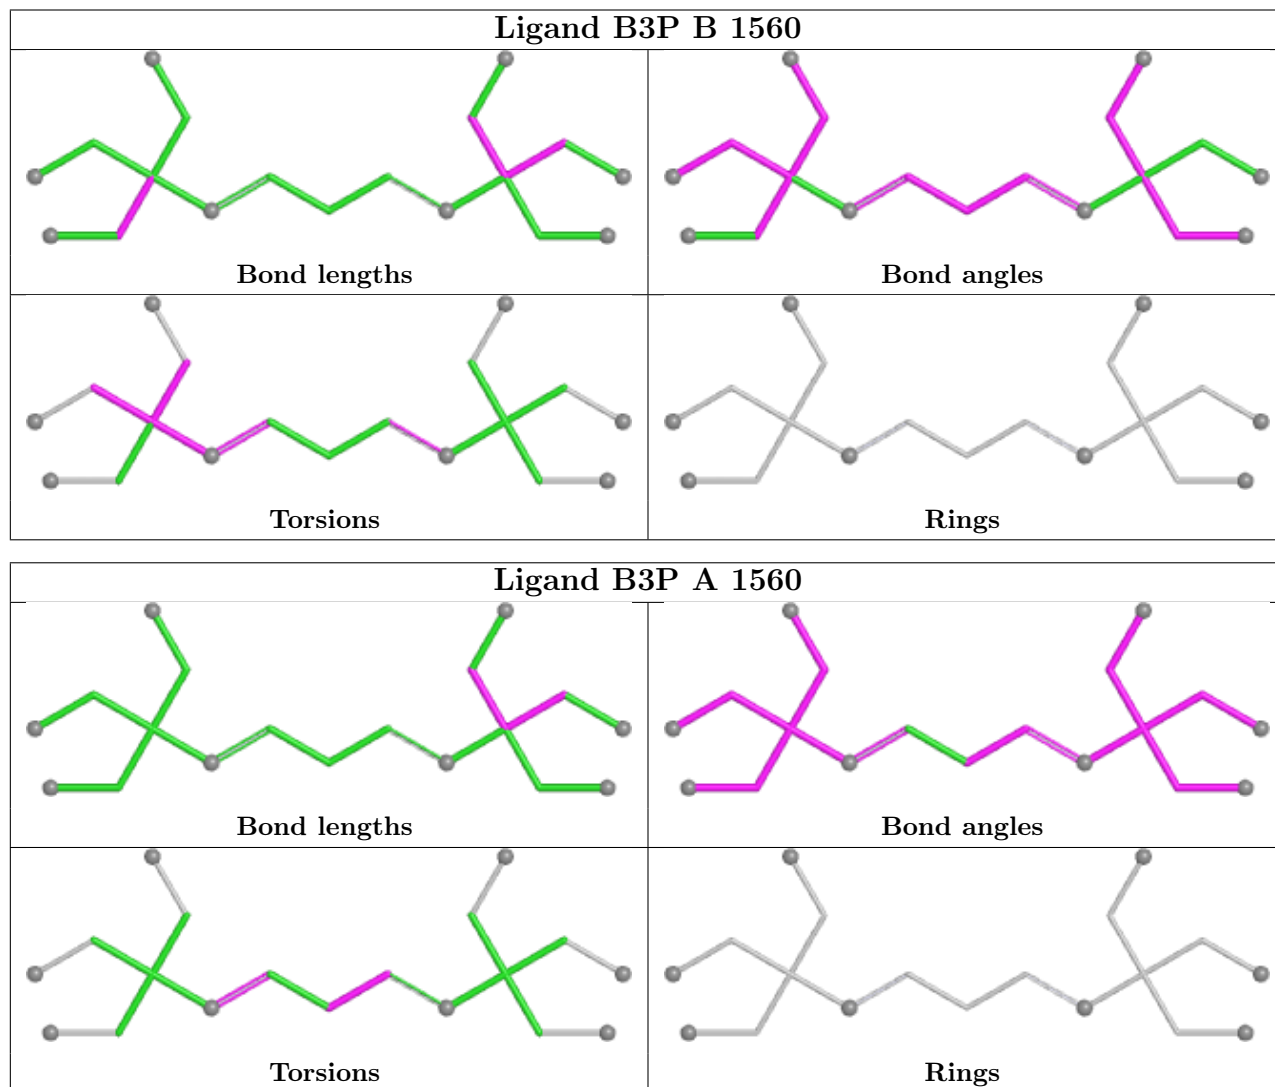 Ligand B3P B 1560
Bond lengths
Bond angles
Torsions
Rings
Ligand B3P A 1560
Bond lengths
Bond angles
Torsions
Rings